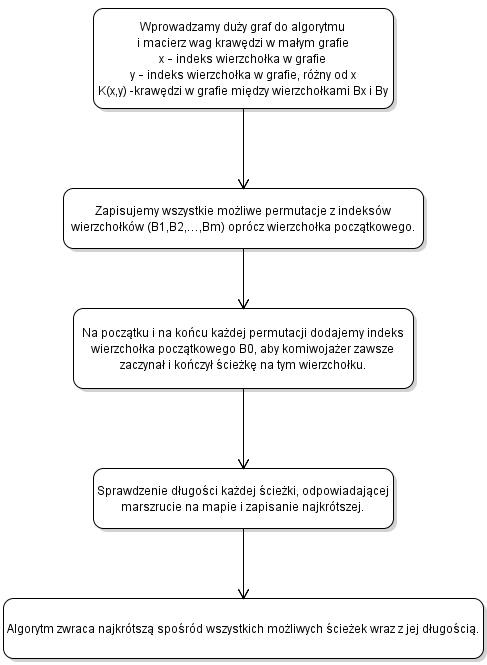 Wprowadzamy duży graf do algorytmu
i macierz wag krawędzi w małym grafie
x – indeks wierzchołka w grafie
y – indeks wierzchołka w grafie, różny od x
K(x,y) -krawędzi w grafie między wierzchołkami Bx i By
Zapisujemy wszystkie możliwe permutacje z indeksów
wierzchołków (B1,B2,...,Bm) oprócz wierzchołka początkowego.
Na początku i na końcu każdej permutacji dodajemy indeks
wierzchołka początkowego B0, aby komiwojażer zawsze
zaczynał i kończył ścieżkę na tym wierzchołku.
Sprawdzenie długości każdej ścieżki, odpowiadającej
marszrucie na mapie i zapisanie najkrótszej.
Algorytm zwraca najkrótszą spośród wszystkich możliwych ścieżek wraz z jej długością.